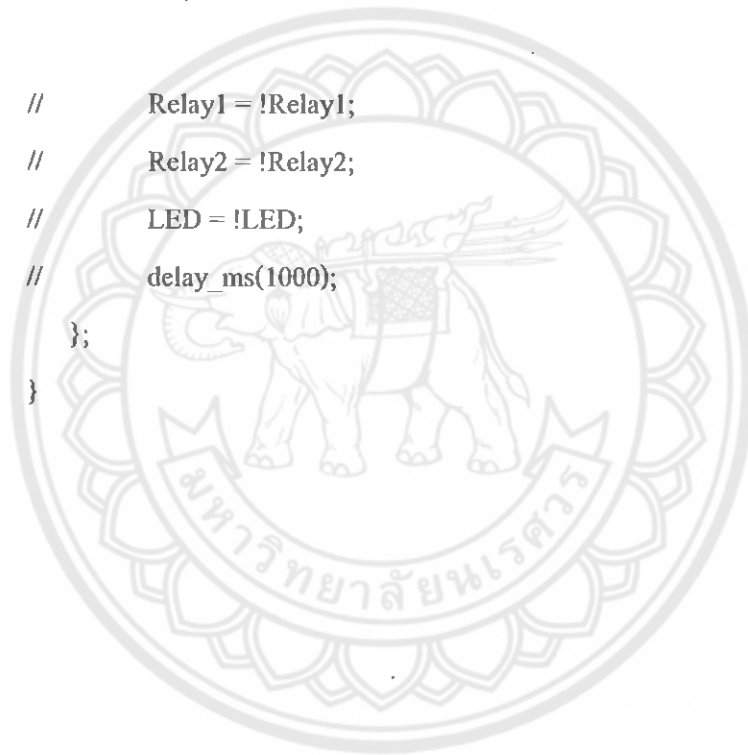 // Relay1 = !Relay1;
// Relay2 = !Relay2;
// LED = !LED;
// delay_ms(1000);
};
}
มหาวิทยาลัยนเรศวร